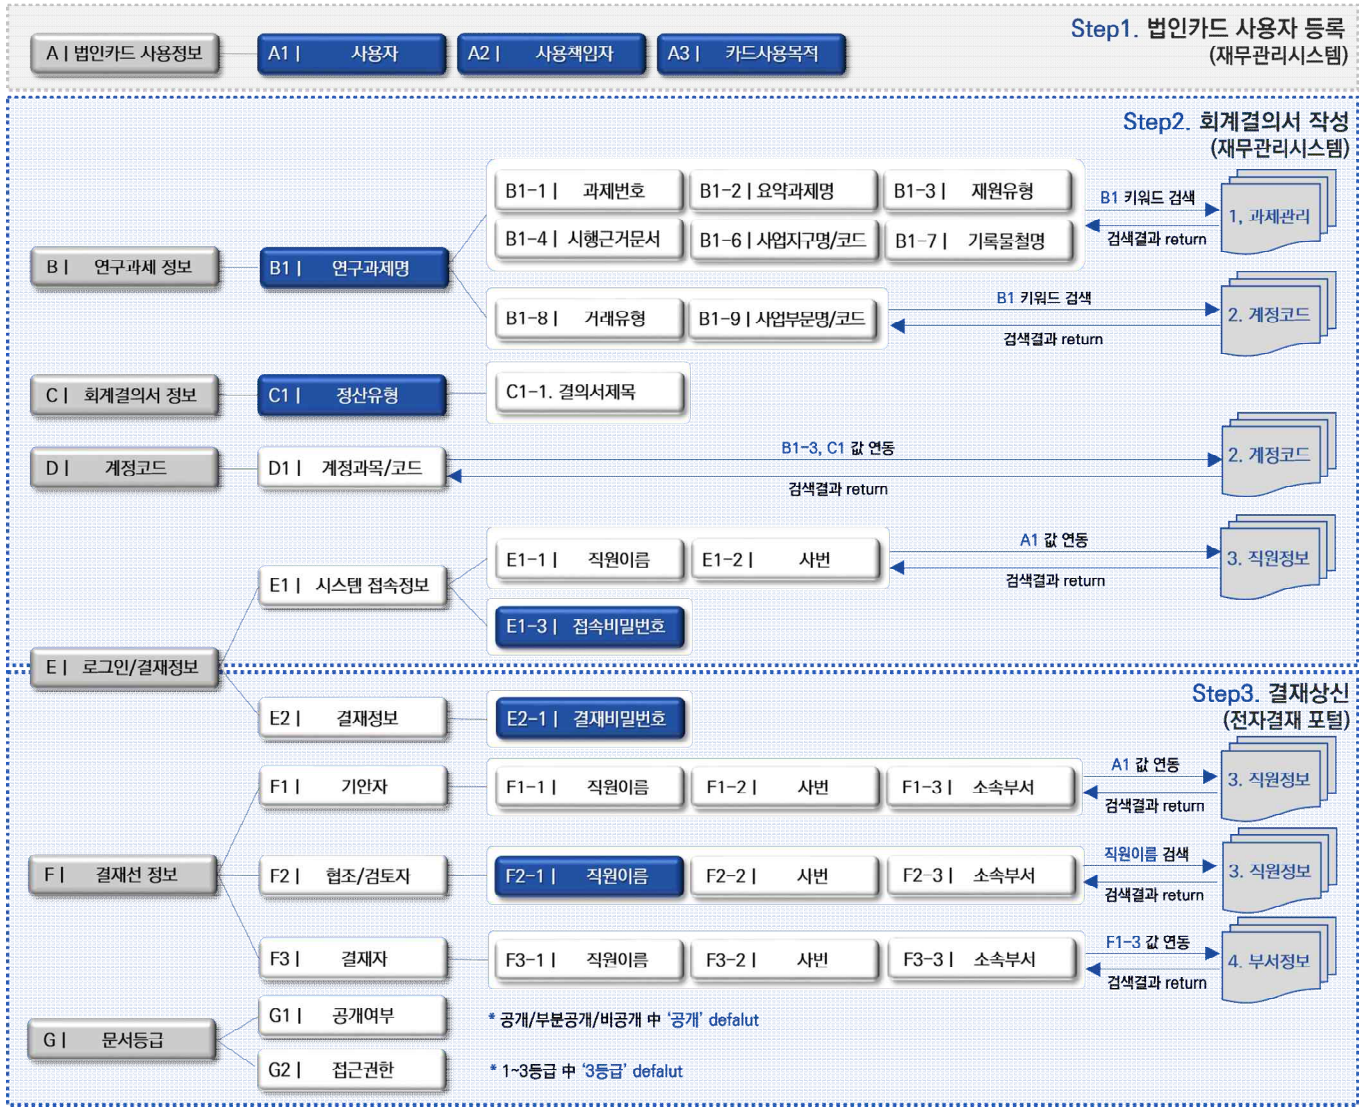 Step1. 법인카드 사용자 등록
(재무관리시스템)
A | 법인카드 사용정보
A1 | 사용자
A2 | 사용책임자
A3 | 카드사용목적
Step2. 회계결의서 작성
(재무관리시스템)
B1-1 | 과제번호
B1-2 | 요약과제명
B1-3 | 재원유형
B1 키워드 검색
1, 과제관리
B1-4 | 시행근거문서
B1-6 | 사업지구명/코드
B1-7 | 기록물철명
검색결과 return
B | 연구과세 정보
B1 | 연구과제명
B1-8 | 거래유형
B1-9 | 사업부문명/코드
B1 키워드 검색
검색결과 return
2. 계정코드
C | 회계결의서 정보
C1 | 정산유형
C1-1. 결의서제목
D | 계정코드
D1 | 계정과목/코드
B1-3, C1 값 연동
검색결과 return
2. 계정코드
E1 | 시스템 접속정보
E1-1 | 직원이름
E1-2 | 사번
A1 값 연동
검색결과 return
3. 직원정보
E1-3 | 접속비밀번호
E | 로그인/결재정보
Step3. 결재상신
(전자결재 포털)
E2 | 결재정보
E2-1 | 결재비밀번호
F1 | 기안자
F1-1 | 직원이름
F1-2 | 사번
F1-3 | 소속부서
A1 값 연동
검색결과 return
3. 직원정보
F | 결재선 정보
F2 | 협조/검토자
F2-1 | 직원이름
F2-2 | 사번
F2-3 | 소속부서
직원이름 검색
검색결과 return
3. 직원정보
F3 | 결재자
F3-1 | 직원이름
F3-2 | 사번
F3-3 | 소속부서
F1-3 값 연동
검색결과 return
4. 부서정보
G | 문서등급
G1 | 공개여부
* 공개/부분공개/비공개 中 '공개' defalut
G2 | 접근권한
* 1~3등급 中 '3등급' defalut